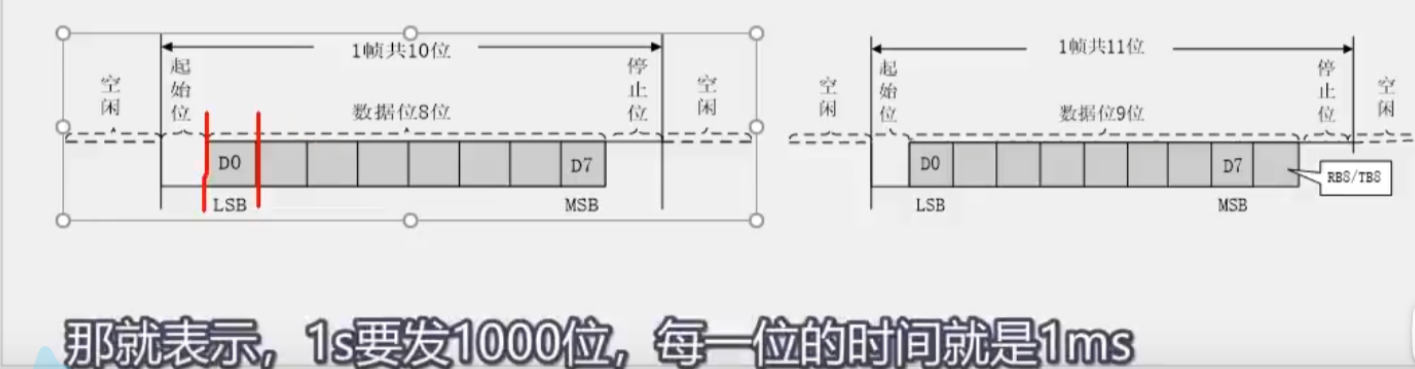 1帧共10位
空闲
起始位
数据位8位
停止位
空闲
D0
D7
LSB
MSB
1帧共11位
空闲
起始位
数据位9位
停止位
空闲
D0
D7
RB8/TB8
LSB
MSB
那就表示，1s要发1000位，每一位的时间就是1ms